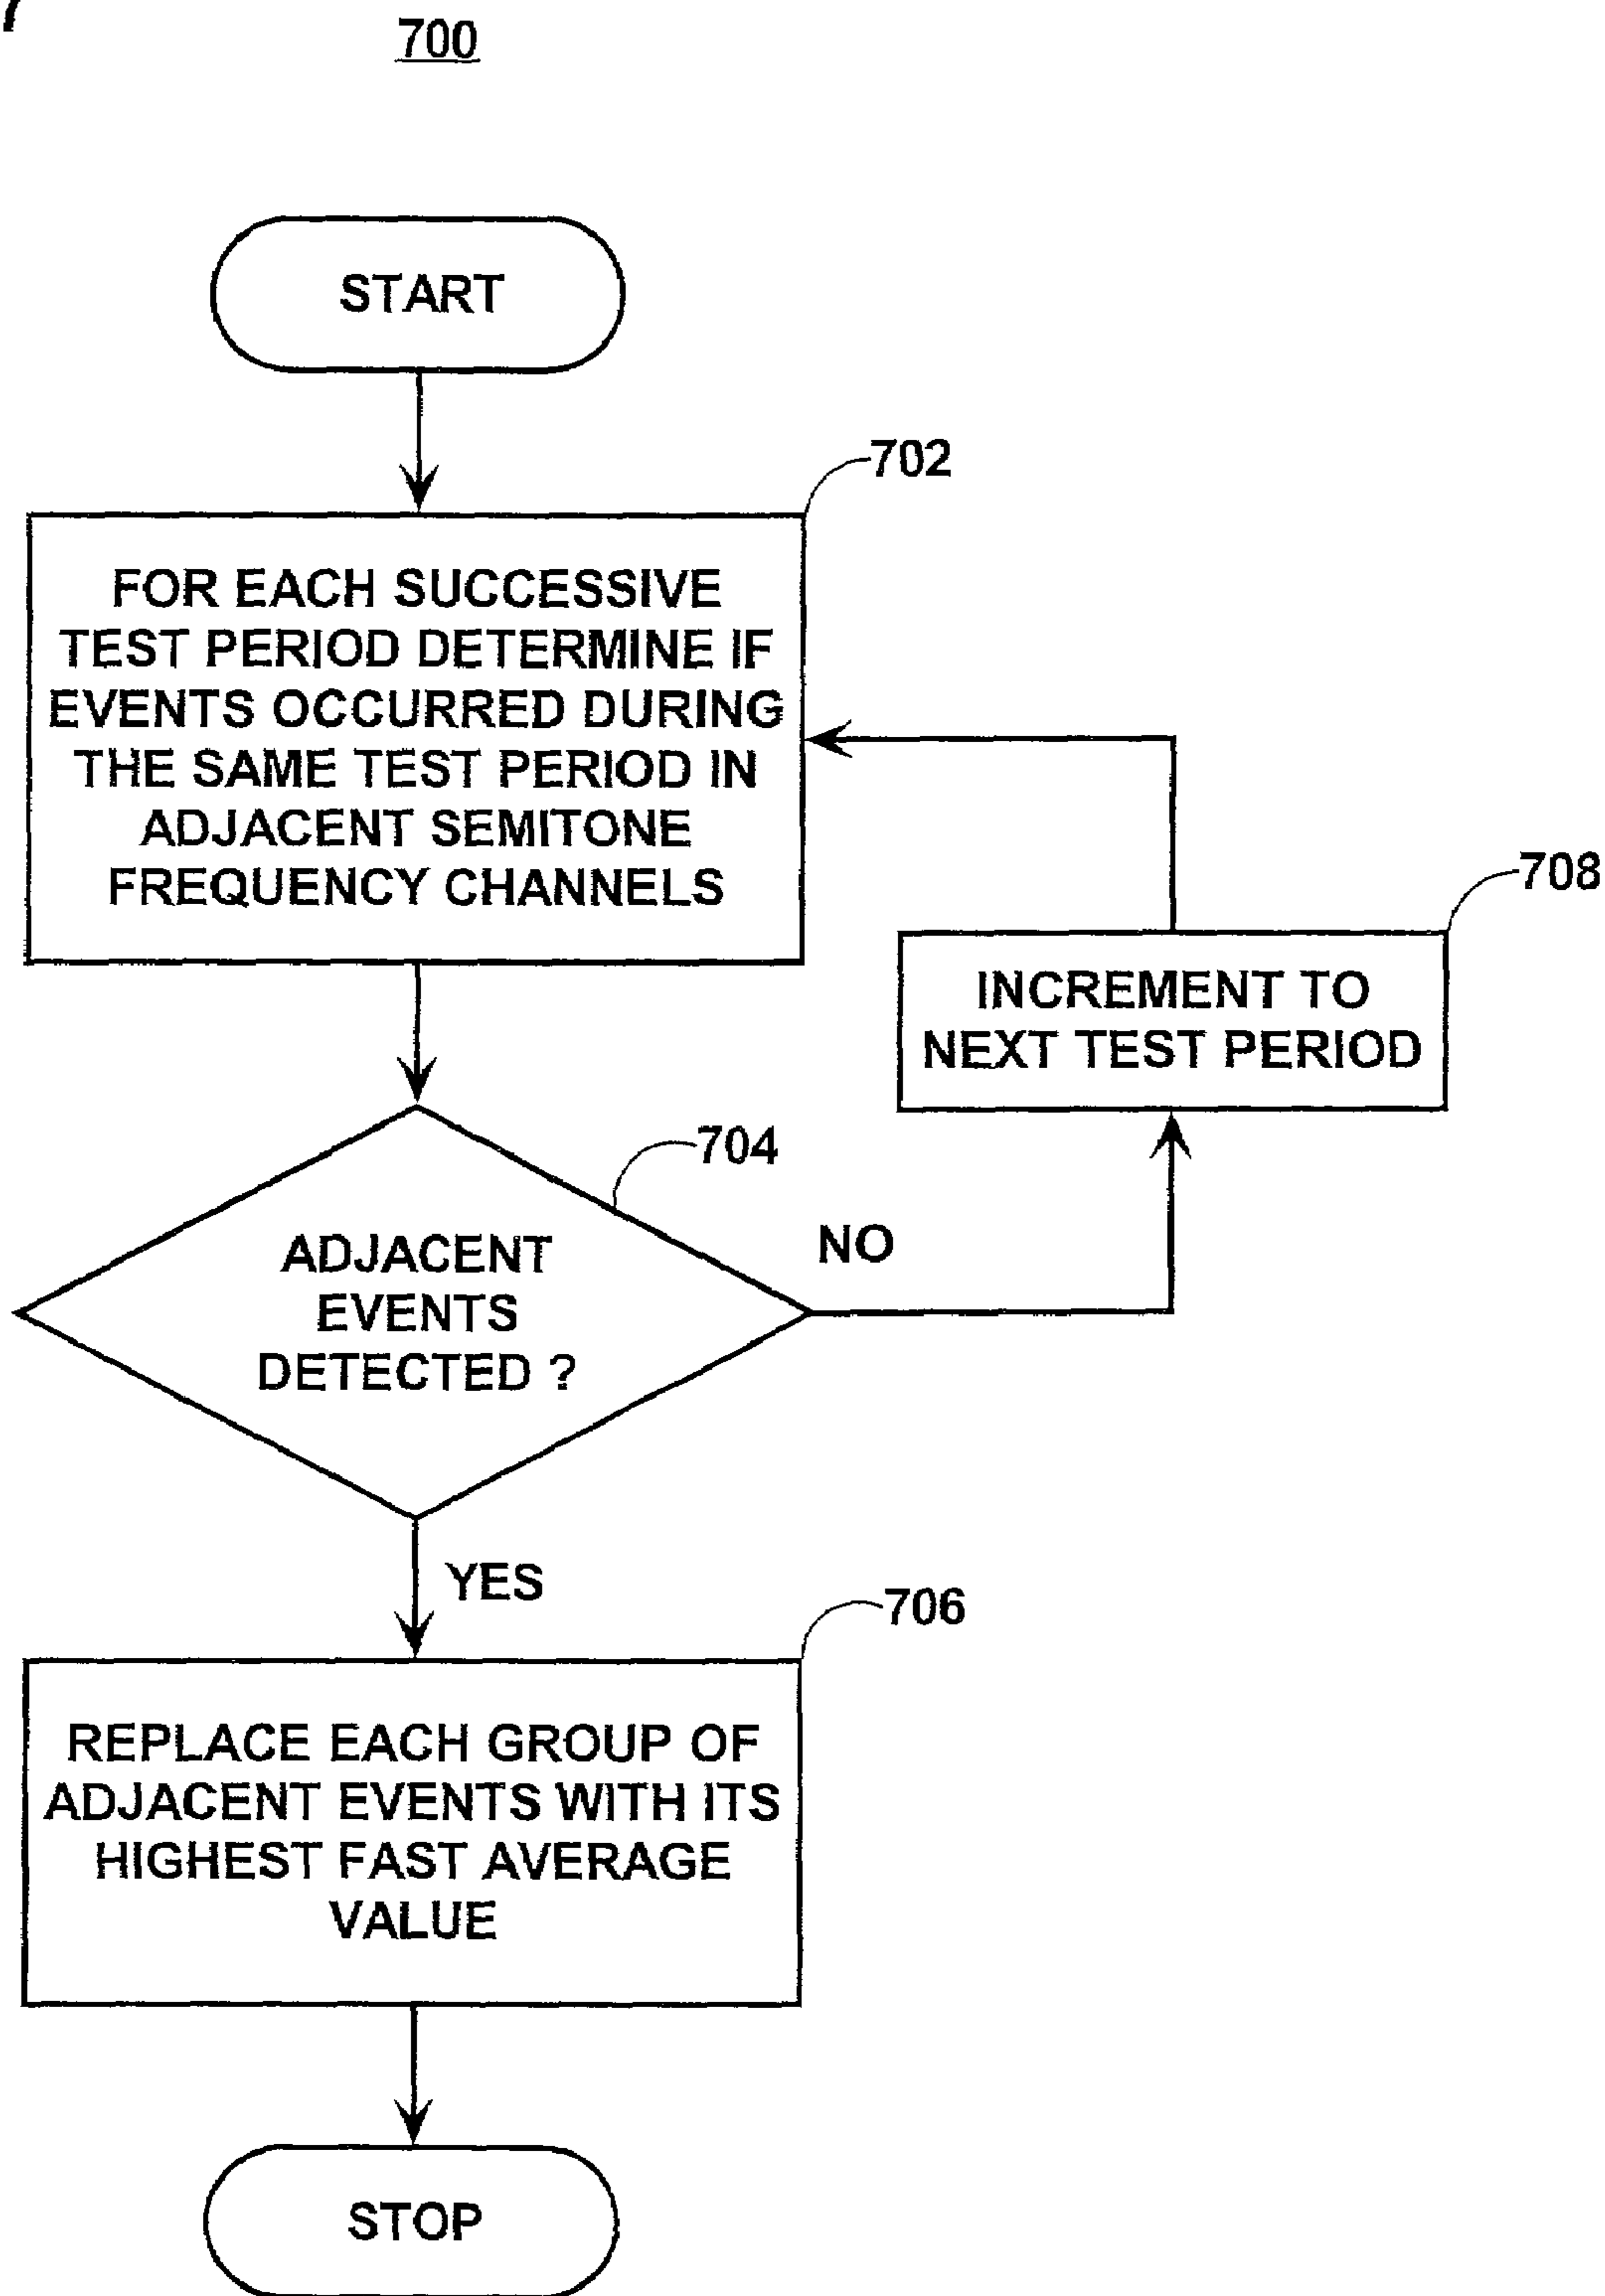 700
START
702
FOR EACH SUCCESSIVE
TEST PERIOD DETERMINE IF
EVENTS OCCURRED DURING
THE SAME TEST PERIOD IN
ADJACENT SEMITONE
FREQUENCY CHANNELS
708
INCREMENT TO
NEXT TEST PERIOD
704
ADJACENT
EVENTS
DETECTED ?
NO
YES
706
REPLACE EACH GROUP OF
ADJACENT EVENTS WITH ITS
HIGHEST FAST AVERAGE
VALUE
STOP